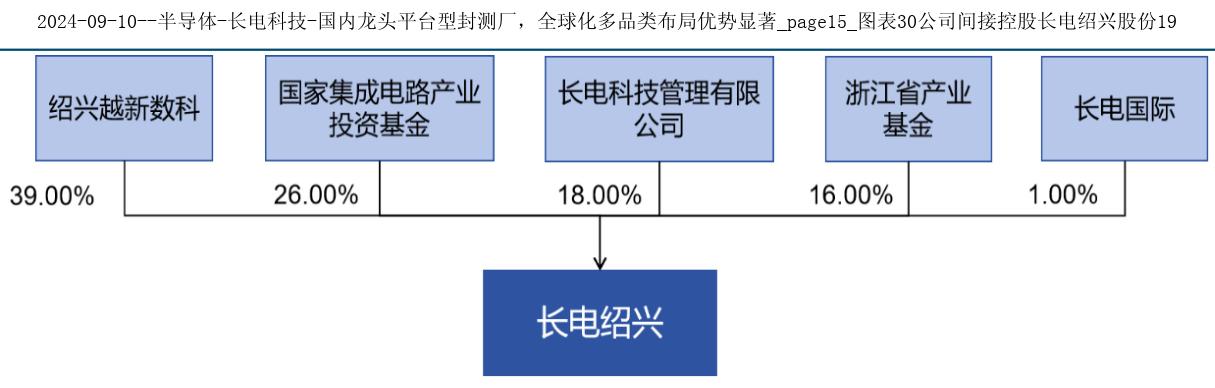 2024-09-10--半导体-长电科技-国内龙头平台型封测厂，全球化多品类布局优势显著_page15_图表30公司间接控股长电绍兴股份19
绍兴越新数科
国家集成电路产业
投资基金
长电科技管理有限
公司
浙江省产业
基金
长电国际
39.00%
26.00%
18.00%
16.00%
1.00%
长电绍兴